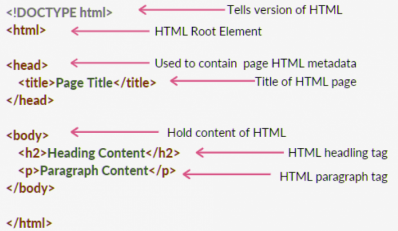 <!DOCTYPE html> Tells version of HTML
<html> HTML Root Element
<head> Used to contain page HTML metadata
<title>Page Title</title> Title of HTML page
</head>
<body> Hold content of HTML
<h2>Heading Content</h2> HTML headling tag
<p>Paragraph Content</p> HTML paragraph tag
</body>
</html>